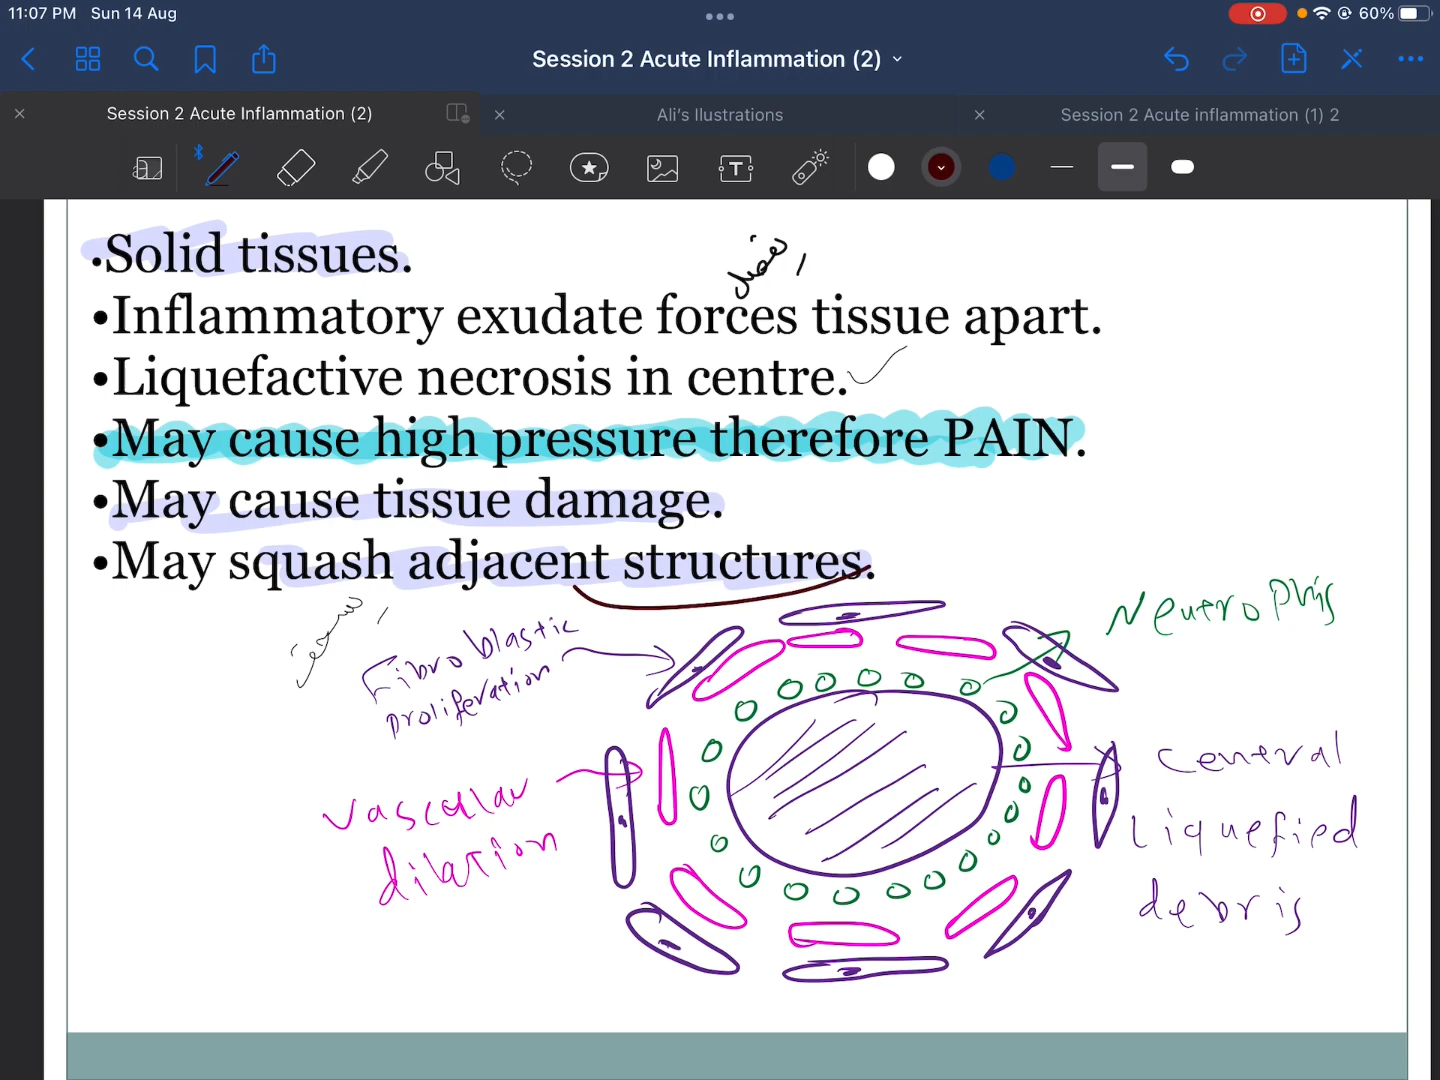 11:07 PM Sun 14 Aug
60%
Session 2 Acute Inflammation (2)
Session 2 Acute Inflammation (2)
Ali's Ilustrations
Session 2 Acute inflammation (1) 2
•Solid tissues.
•Inflammatory exudate forces tissue apart.
•Liquefactive necrosis in centre.
•May cause high pressure therefore PAIN.
•May cause tissue damage.
•May squash adjacent structures.
Fibroblastic
proliferation
Neutrophils
vascular
dilation
central
liquefied
debris